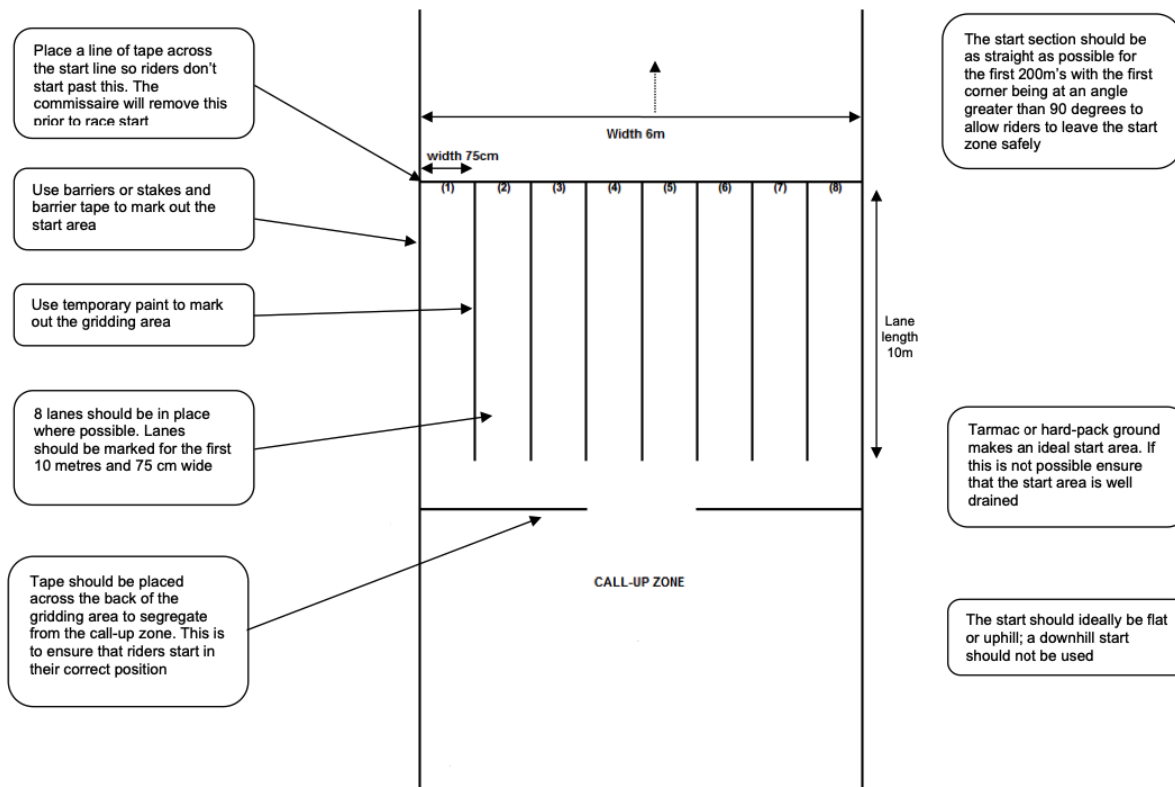 Place a line of tape across
the start line so riders don't
start past this. The
commissaire will remove this
prior to race start
Use barriers or stakes and
barrier tape to mark out the
start area
Use temporary paint to mark
out the gridding area
8 lanes should be in place
where possible. Lanes
should be marked for the first
10 metres and 75 cm wide
Tape should be placed
across the back of the
gridding area to segregate
from the call-up zone. This is
to ensure that riders start in
their correct position
Width 6m
width 75cm
(1) (2) (3) (4) (5) (6) (7) (8)
Lane
length
10m
CALL-UP ZONE
The start section should be
as straight as possible for
the first 200m's with the first
corner being at an angle
greater than 90 degrees to
allow riders to leave the start
zone safely
Tarmac or hard-pack ground
makes an ideal start area. If
this is not possible ensure
that the start area is well
drained
The start should ideally be flat
or uphill; a downhill start
should not be used